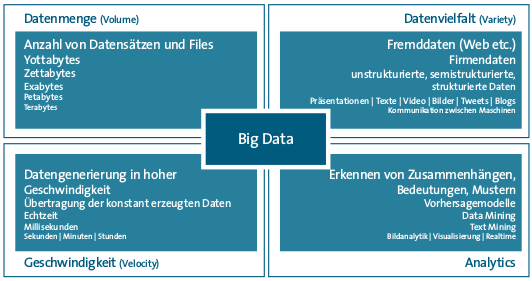 Datenmenge (Volume)
Anzahl von Datensätzen und Files
Yottabytes
Zettabytes
Exabytes
Petabytes
Terabytes
Datenvielfalt (Variety)
Fremddaten (Web etc.)
Firmendaten
unstrukturierte, semistrukturierte,
strukturierte Daten
Präsentationen | Texte | Video | Bilder | Tweets | Blogs
Kommunikation zwischen Maschinen
Big Data
Datengenerierung in hoher
Geschwindigkeit
Übertragung der konstant erzeugten Daten
Echtzeit
Millisekunden
Sekunden | Minuten | Stunden
Geschwindigkeit (Velocity)
Erkennen von Zusammenhängen,
Bedeutungen, Mustern
Vorhersagemodelle
Data Mining
Text Mining
Bildanalytik | Visualisierung | Realtime
Analytics